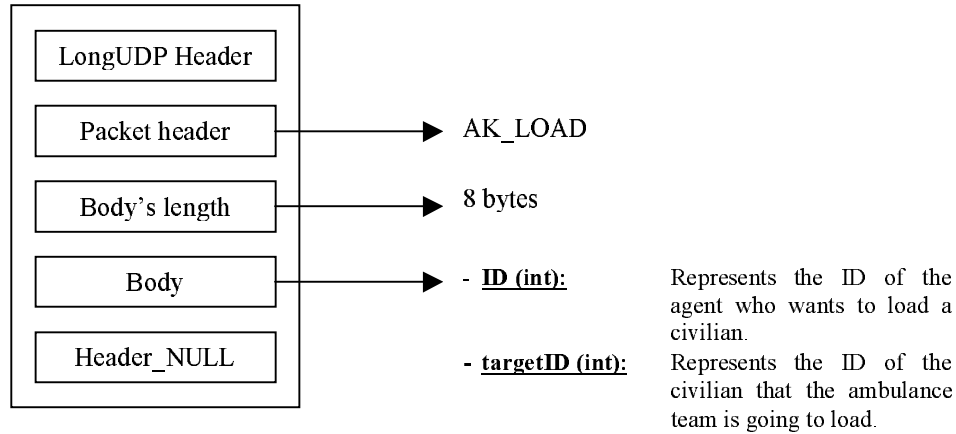 LongUDP Header
Packet header
AK_LOAD
Body's length
8 bytes
Body
- ID (int):
Represents the ID of the
agent who wants to load a
civilian.
Header_NULL
- targetID (int):
Represents the ID of the
civilian that the ambulance
team is going to load.